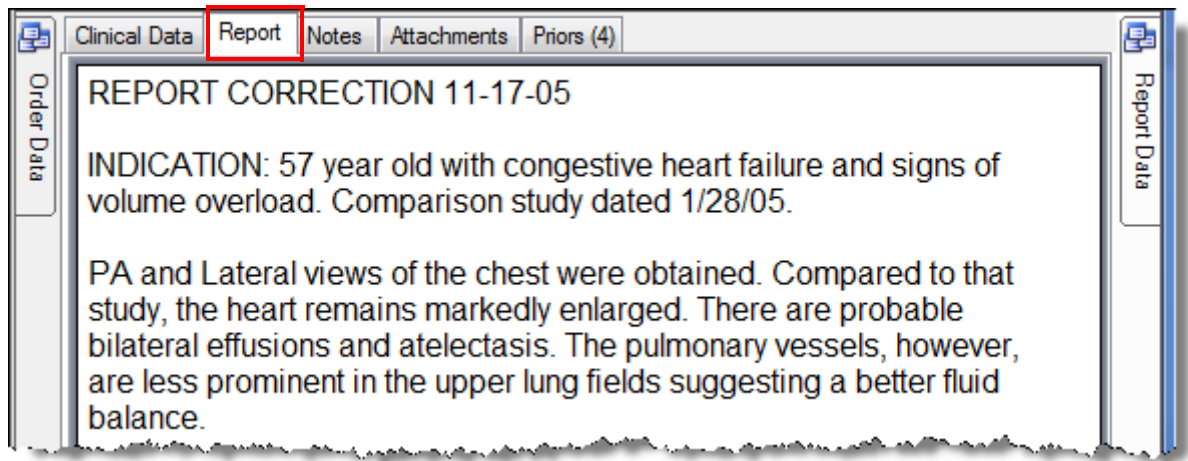 Clinical Data Report Notes Attachments Priors (4)
Order Data
Report Data
REPORT CORRECTION 11-17-05
INDICATION: 57 year old with congestive heart failure and signs of
volume overload. Comparison study dated 1/28/05.
PA and Lateral views of the chest were obtained. Compared to that
study, the heart remains markedly enlarged. There are probable
bilateral effusions and atelectasis. The pulmonary vessels, however,
are less prominent in the upper lung fields suggesting a better fluid
balance.